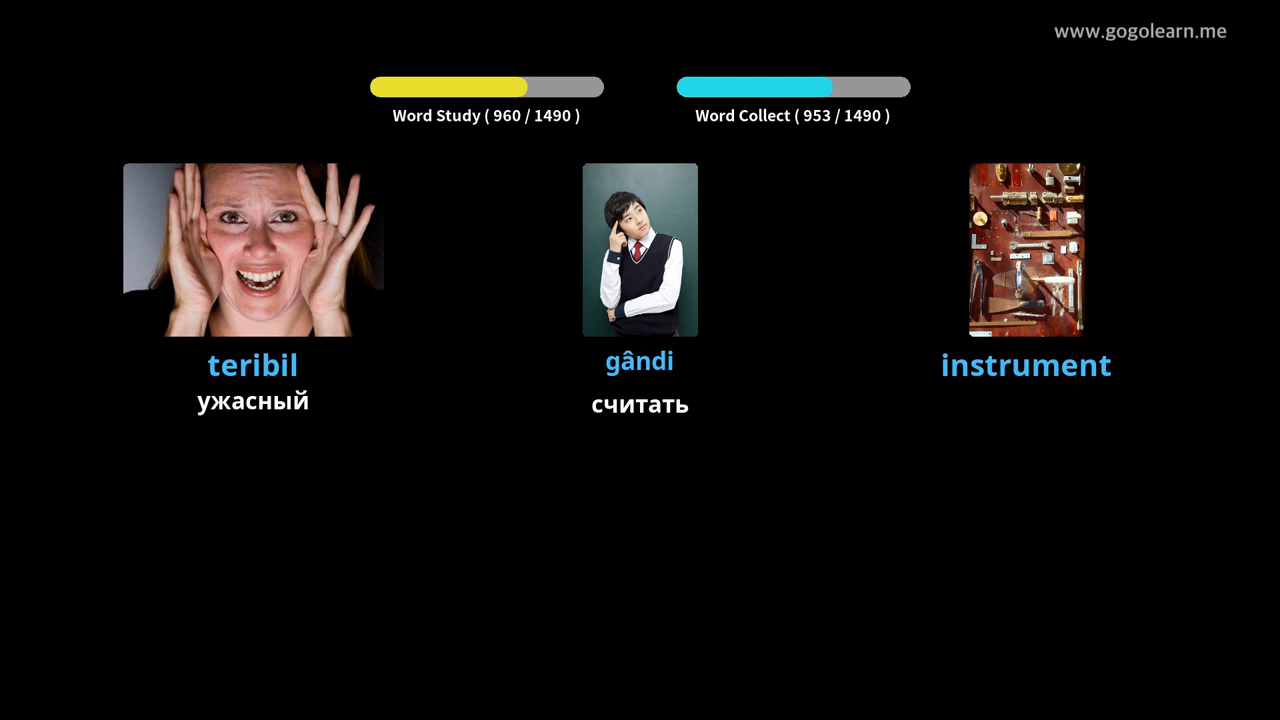 www.gogolearn.me
Word Study ( 960 / 1490 )
Word Collect ( 953 / 1490 )
teribil
gândi
instrument
ужасный
считать